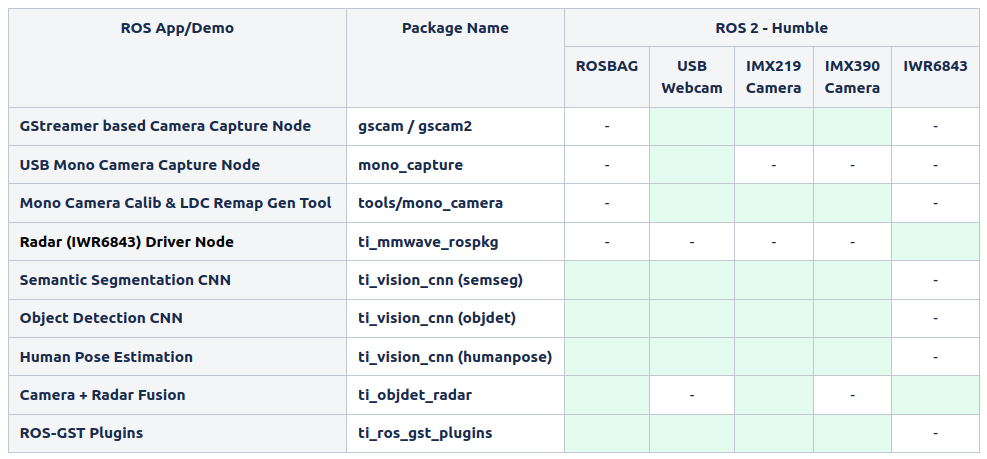 ROS App/Demo Package Name ROS 2 - Humble
ROSBAG USB Webcam IMX219 Camera IMX390 Camera IWR6843
GStreamer based Camera Capture Node gscam / gscam2 - -
USB Mono Camera Capture Node mono_capture - - - -
Mono Camera Calib & LDC Remap Gen Tool tools/mono_camera - -
Radar (IWR6843) Driver Node ti_mmwave_rospkg - - - -
Semantic Segmentation CNN ti_vision_cnn (semseg) -
Object Detection CNN ti_vision_cnn (objdet) -
Human Pose Estimation ti_vision_cnn (humanpose) -
Camera + Radar Fusion ti_objdet_radar - -
ROS-GST Plugins ti_ros_gst_plugins -